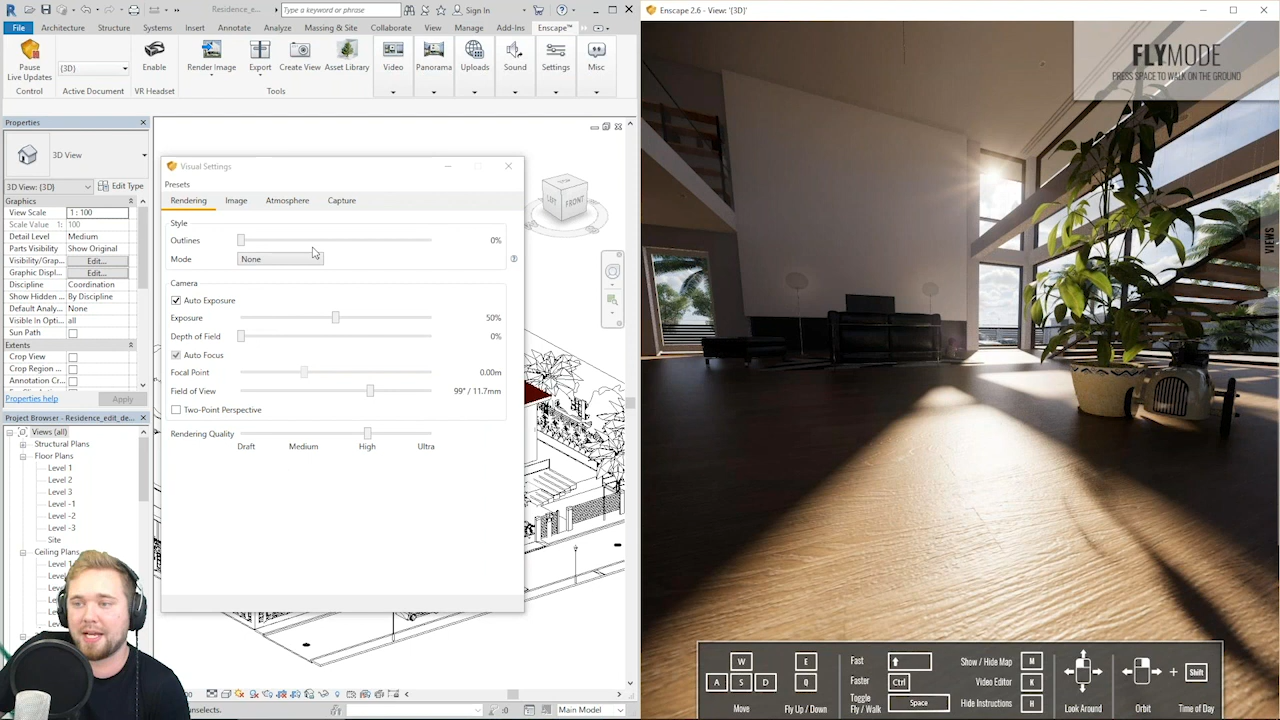 Residence_e...
Type a keyword or phrase
Sign In
File Architecture Structure Systems Insert Annotate Analyze Massing & Site Collaborate View Manage Add-Ins Enscape™
Pause
Live Updates
{3D}
Enable
Render Image
Export
Create View
Asset Library
Video
Panorama
Uploads
Sound
Settings
Misc
Control
Active Document
VR Headset
Tools
Properties
3D View
3D View: {3D}
Edit Type
Graphics
View Scale 1 : 100
Scale Value 1: 100
Detail Level Medium
Parts Visibility Show Original
Visibility/Grap... Edit...
Graphic Displ... Edit...
Discipline Coordination
Show Hidden ... By Discipline
Default Analy... None
Visible In Opti... all
Sun Path
Extents
Crop View
Crop Region ...
Annotation Cr...
Properties help
Apply
Project Browser - Residence_edit_de...
Views (all)
Structural Plans
Floor Plans
Level 1
Level 2
Level 3
Level -1
Level -2
Level -3
Site
Ceiling Plans
Visual Settings
Presets
Rendering Image Atmosphere Capture
Style
Outlines 0%
Mode None
Camera
Auto Exposure
Exposure 50%
Depth of Field 0%
Auto Focus
Focal Point 0.00m
Field of View 99° / 11.7mm
Two-Point Perspective
Rendering Quality
Draft Medium High Ultra
TOP
LEFT
FRONT
:0
Main Model
Enscape 2.6 - View: '{3D}'
FLYMODE
PRESS SPACE TO WALK ON THE GROUND
VIEWS
W
A S D
Move
E
Q
Fly Up / Down
Fast
Faster Ctrl
Toggle
Fly / Walk
Space
Show / Hide Map M
Video Editor K
Hide Instructions H
Look Around
Orbit
+ Shift
Time of Day